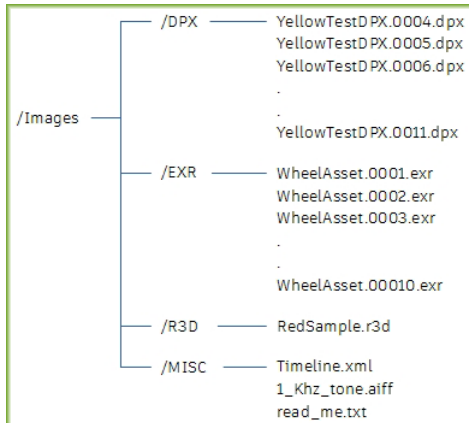 /DPX YellowTestDPX.0004.dpx
YellowTestDPX.0005.dpx
YellowTestDPX.0006.dpx
.
.
/Images
YellowTestDPX.0011.dpx
/EXR WheelAsset.0001.exr
WheelAsset.0002.exr
WheelAsset.0003.exr
.
.
WheelAsset.00010.exr
/R3D RedSample.r3d
/MISC Timeline.xml
1_Khz_tone.aiff
read_me.txt